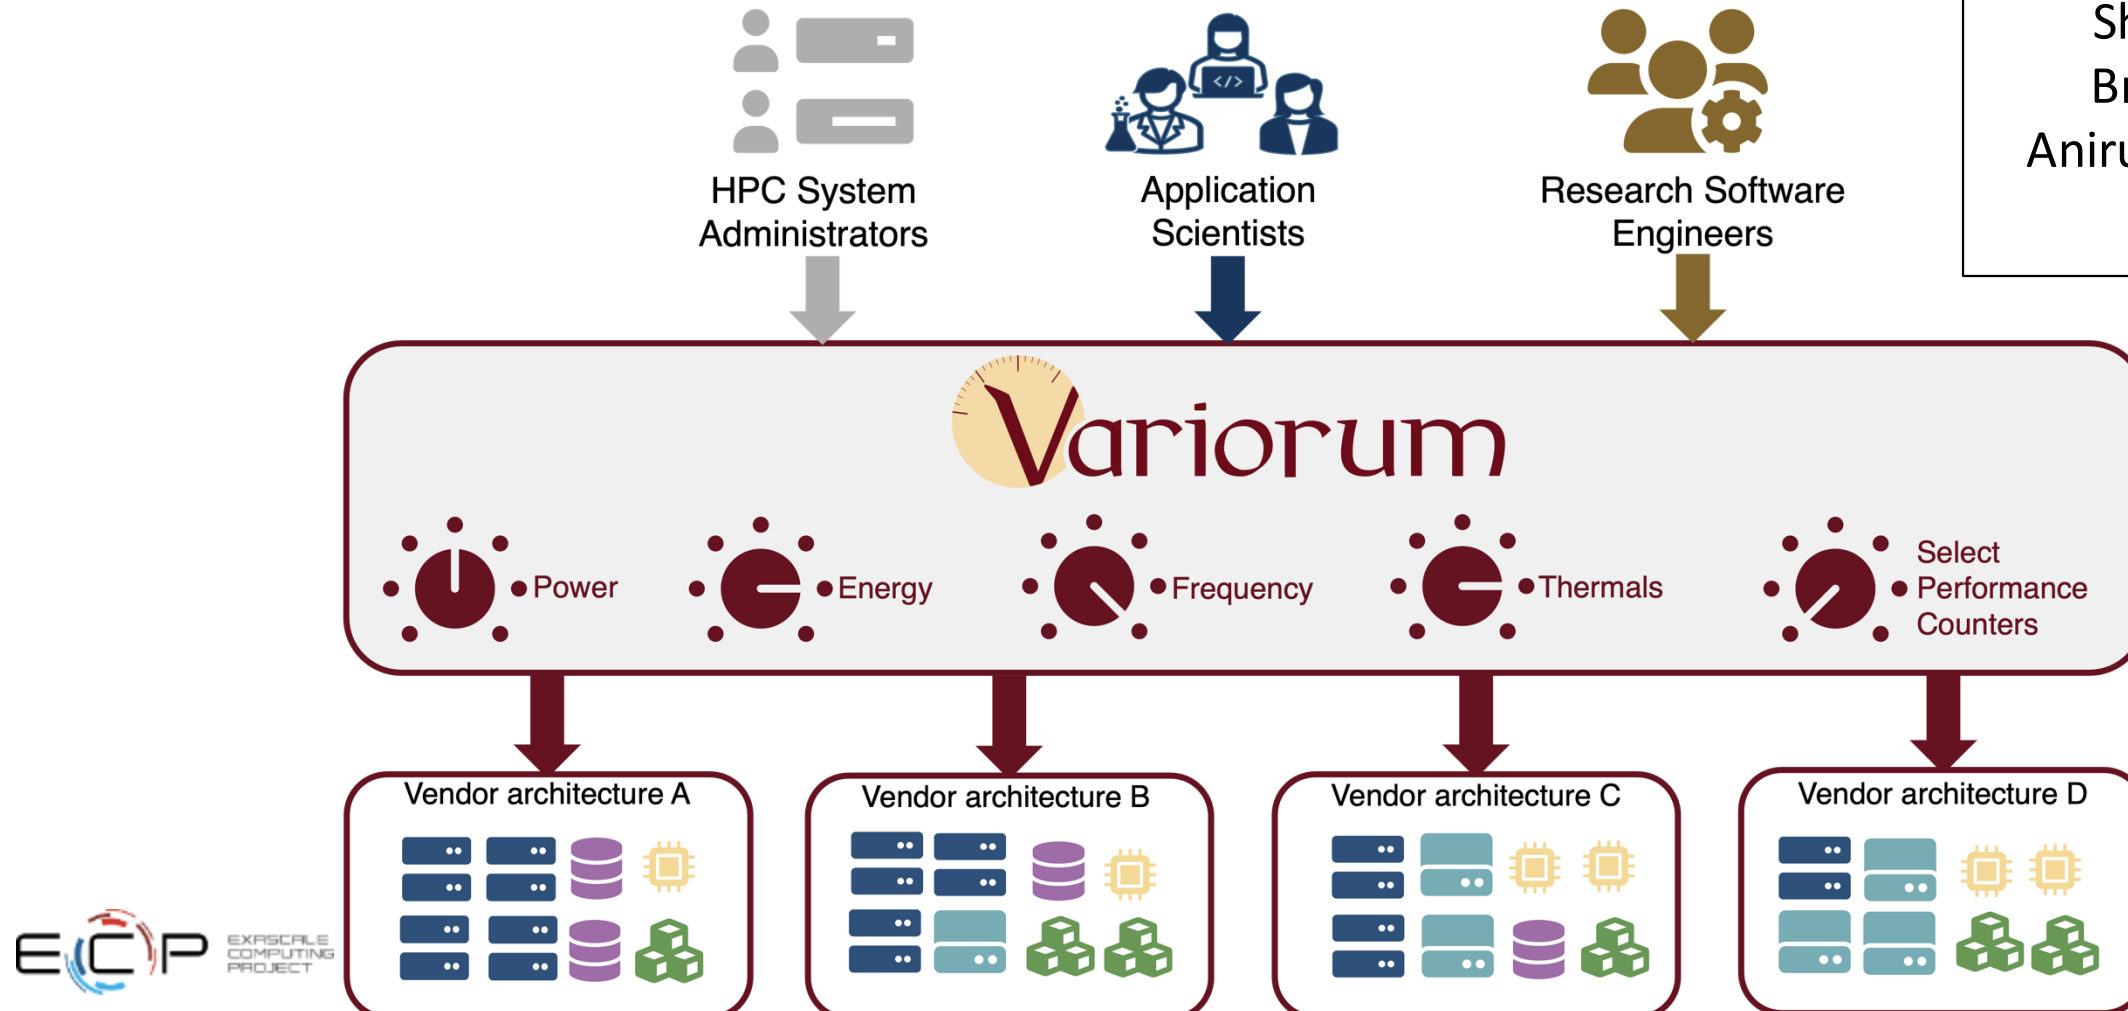 HPC System
Administrators
Application
Scientists
Research Software
Engineers
Variorum
Power
Energy
Frequency
Thermals
Select
Performance
Counters
Vendor architecture A
Vendor architecture B
Vendor architecture C
Vendor architecture D
ECP
EXASCALE
COMPUTING
PROJECT